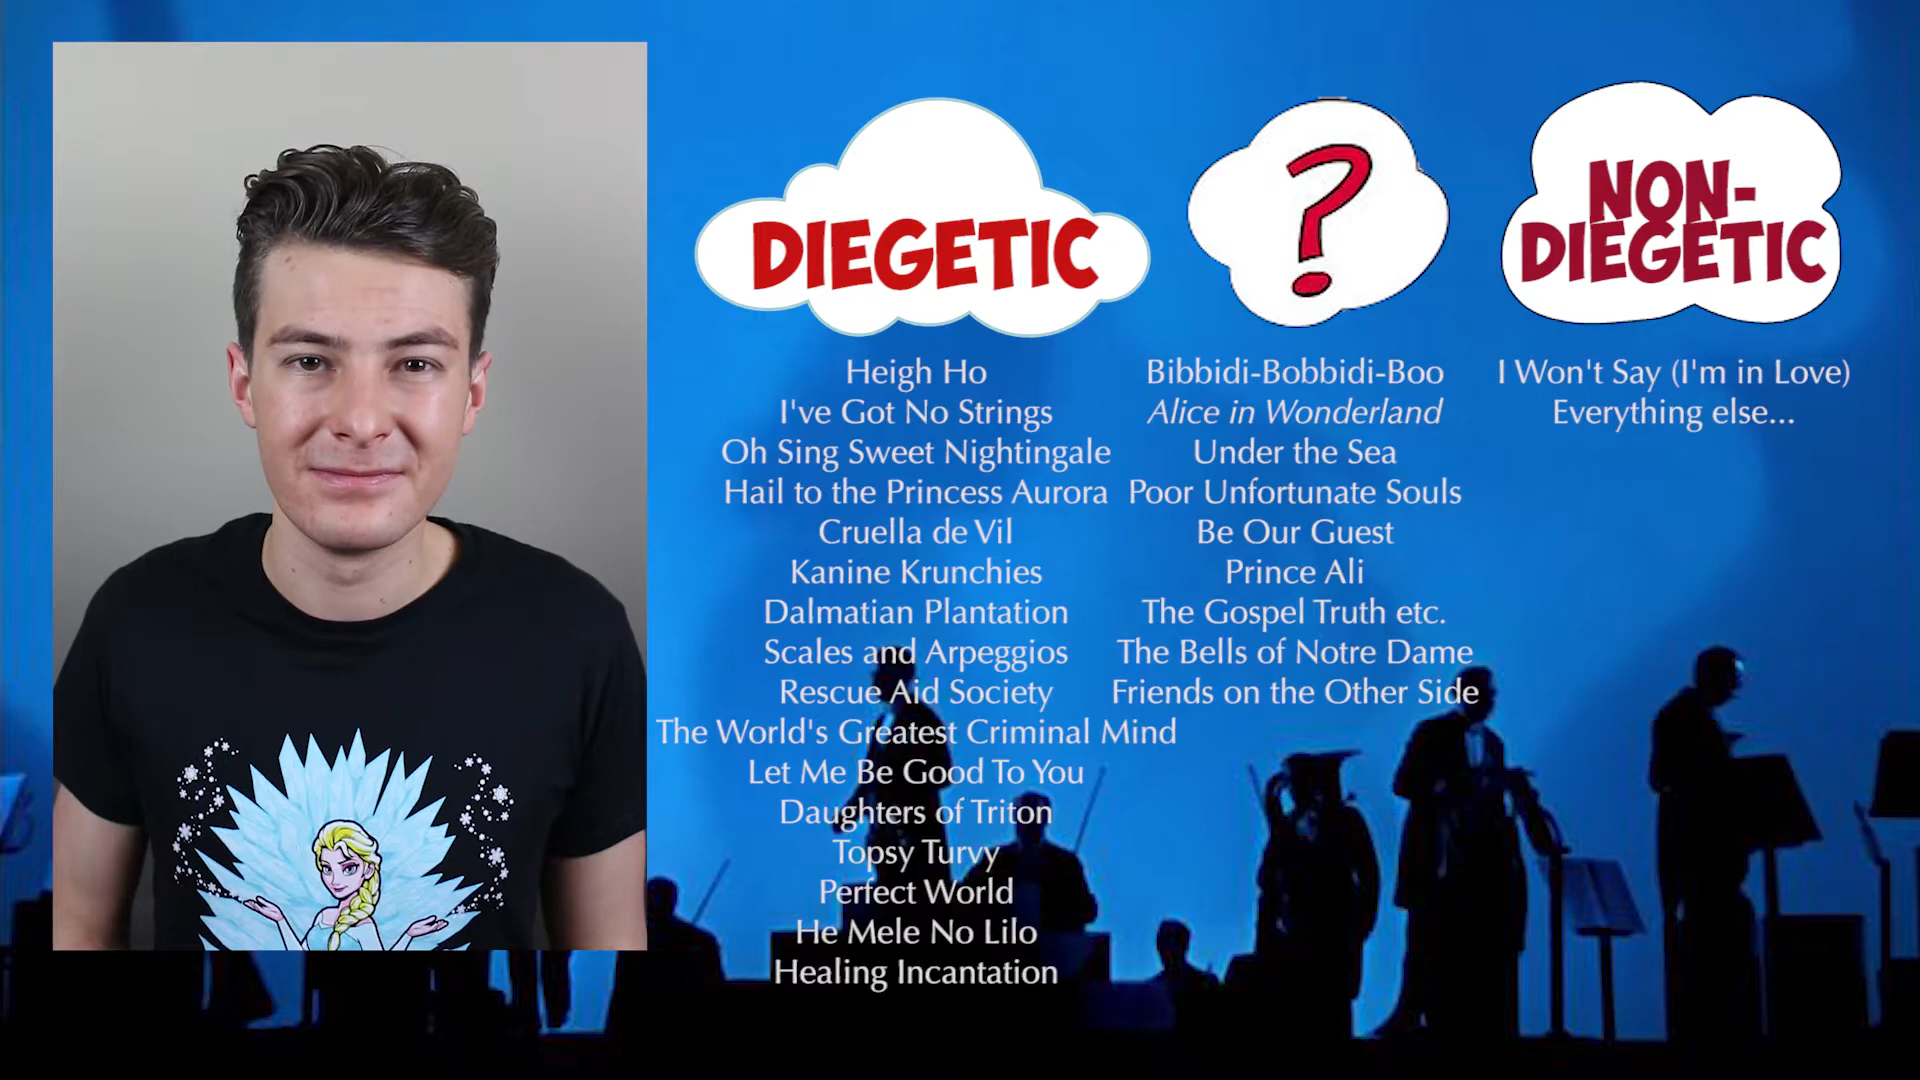 DIEGETIC
Heigh Ho
I've Got No Strings
Oh Sing Sweet Nightingale
Hail to the Princess Aurora
Cruella de Vil
Kanine Krunchies
Dalmatian Plantation
Scales and Arpeggios
Rescue Aid Society
The World's Greatest Criminal Mind
Let Me Be Good To You
Daughters of Triton
Topsy Turvy
Perfect World
He Mele No Lilo
Healing Incantation
?
Bibbidi-Bobbidi-Boo
Alice in Wonderland
Under the Sea
Poor Unfortunate Souls
Be Our Guest
Prince Ali
The Gospel Truth etc.
The Bells of Notre Dame
Friends on the Other Side
NON-
DIEGETIC
I Won't Say (I'm in Love)
Everything else...